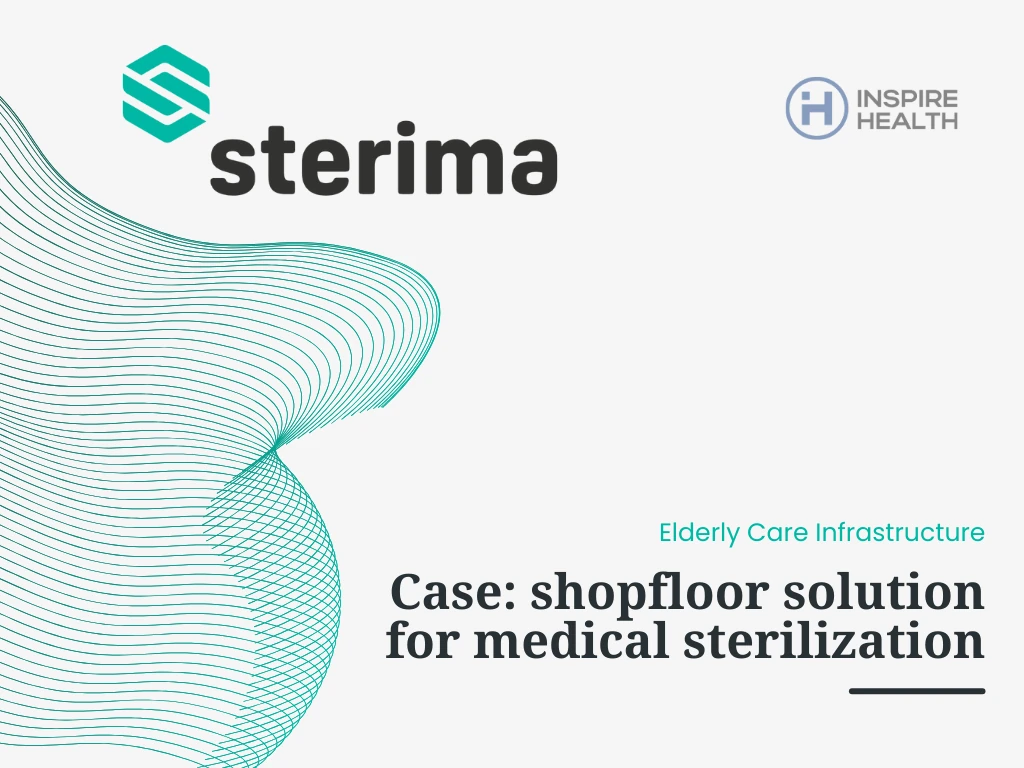 sterima
INSPIRE
HEALTH
Elderly Care Infrastructure
Case: shopfloor solution
for medical sterilization